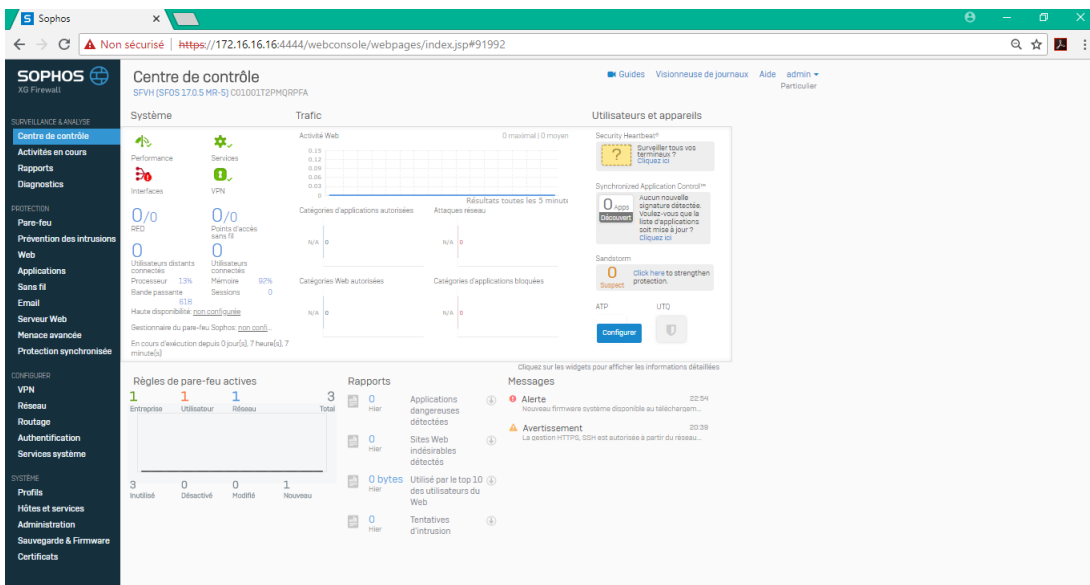 S Sophos
Non sécurisé | https://172.16.16.16:4444/webconsole/webpages/index.jsp#91992
SOPHOS
XG Firewall
SURVEILLANCE & ANALYSE
Centre de contrôle
Activités en cours
Rapports
Diagnostics
PROTECTION
Pare-feu
Prévention des intrusions
Web
Applications
Sans fil
Email
Serveur Web
Menace avancée
Protection synchronisée
CONFIGURER
VPN
Réseau
Routage
Authentification
Services système
SYSTÈME
Profils
Hôtes et services
Administration
Sauvegarde & Firmware
Certificats
Centre de contrôle
SFVH (SFOS 17.0.5 MR-5) C01001T2PMQRPFA
Guides Visionneuse de journaux Aide admin
Particulier
Système
Performance Services
Interfaces VPN
0/0 0/0
RED Points d'accès
sans fil
0 0
Utilisateurs distants Utilisateurs
connectés connectés
Processeur 13% Mémoire 92%
Bande passante Sessions 0
618
Haute disponibilité: non configurée
Gestionnaire du pare-feu Sophos: non confi...
En cours d'exécution depuis 0 jour(s), 7 heure(s), 7
minute(s)
Trafic
Activité Web 0 maximal | 0 moyen
0.15
0.12
0.09
0.06
0.03
0
Résultats toutes les 5 minute
Catégories d'applications autorisées Attaques réseau
N/A 0 N/A 0
Catégories Web autorisées Catégories d'applications bloquées
N/A 0 N/A 0
Utilisateurs et appareils
Security Heartbeat®
?
Surveiller tous vos
terminaux ?
Cliquez ici
Synchronized Application Control™
0 Apps
Découvert
Aucun nouvelle
signature détectée.
Voulez-vous que la
liste d'applications
soit mise à jour ?
Cliquez ici
Sandstorm
0
Suspect
Click here to strengthen
protection.
ATP UTQ
Configurer
Cliquez sur les widgets pour afficher les informations détaillées
Règles de pare-feu actives
1 1 1 3
Entreprise Utilisateur Réseau Total
3 0 0 1
Inutilisé Désactivé Modifié Nouveau
Rapports
0 Applications
Hier dangereuses
détectées
0 Sites Web
Hier indésirables
détectés
0 bytes Utilisé par le top 10
Hier des utilisateurs du
Web
0 Tentatives
Hier d'intrusion
Messages
Alerte 22:54
Nouveau firmware système disponible au téléchargem...
Avertissement 20:39
La gestion HTTPS, SSH est autorisée à partir du réseau...